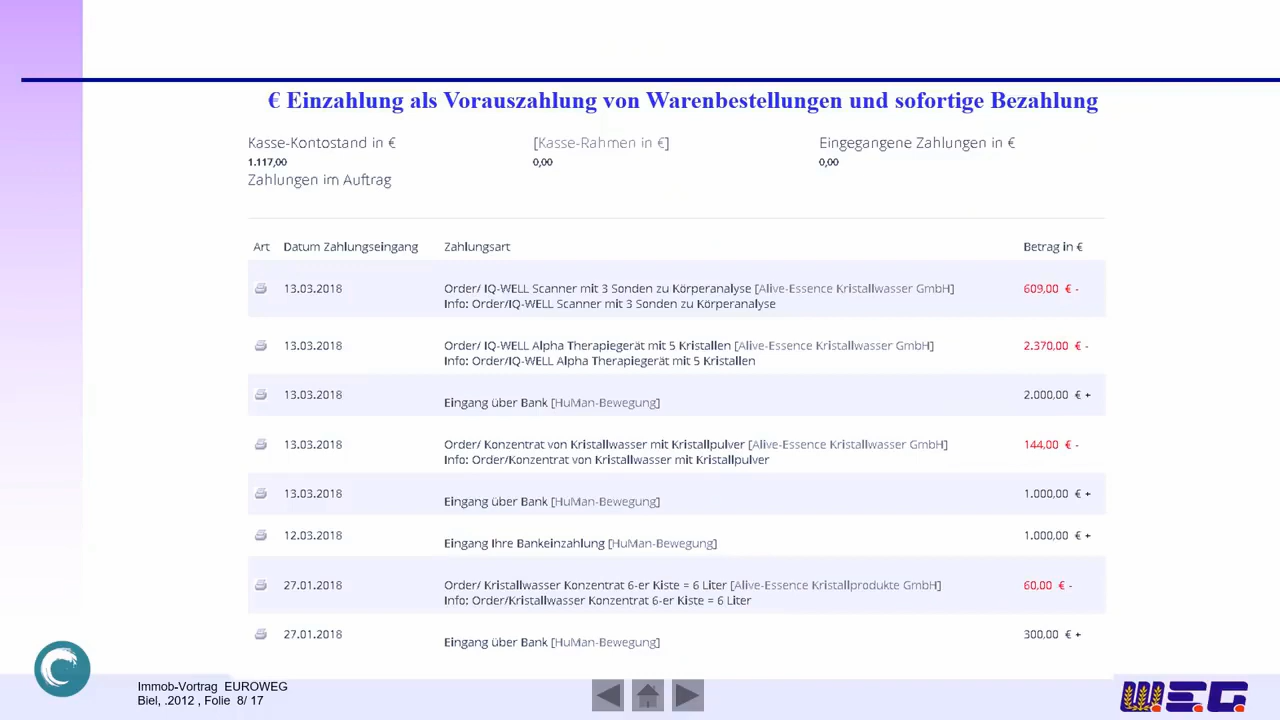 € Einzahlung als Vorauszahlung von Warenbestellungen und sofortige Bezahlung
Kasse-Kontostand in € [Kasse-Rahmen in €] Eingegangene Zahlungen in €
1.117,00 0,00 0,00
Zahlungen im Auftrag
Art Datum Zahlungseingang Zahlungsart Betrag in €
13.03.2018 Order/ IQ-WELL Scanner mit 3 Sonden zu Körperanalyse [Alive-Essence Kristallwasser GmbH] 609,00 € -
Info: Order/IQ-WELL Scanner mit 3 Sonden zu Körperanalyse
13.03.2018 Order/ IQ-WELL Alpha Therapiegerät mit 5 Kristallen [Alive-Essence Kristallwasser GmbH] 2.370,00 € -
Info: Order/IQ-WELL Alpha Therapiegerät mit 5 Kristallen
13.03.2018 Eingang über Bank [HuMan-Bewegung] 2.000,00 € +
13.03.2018 Order/ Konzentrat von Kristallwasser mit Kristallpulver [Alive-Essence Kristallwasser GmbH] 144,00 € -
Info: Order/Konzentrat von Kristallwasser mit Kristallpulver
13.03.2018 Eingang über Bank [HuMan-Bewegung] 1.000,00 € +
12.03.2018 Eingang Ihre Bankeinzahlung [HuMan-Bewegung] 1.000,00 € +
27.01.2018 Order/ Kristallwasser Konzentrat 6-er Kiste = 6 Liter [Alive-Essence Kristallprodukte GmbH] 60,00 € -
Info: Order/Kristallwasser Konzentrat 6-er Kiste = 6 Liter
27.01.2018 Eingang über Bank [HuMan-Bewegung] 300,00 € +
Immob-Vortrag EUROWEG
Biel, .2012 , Folie 8/ 17
WEG